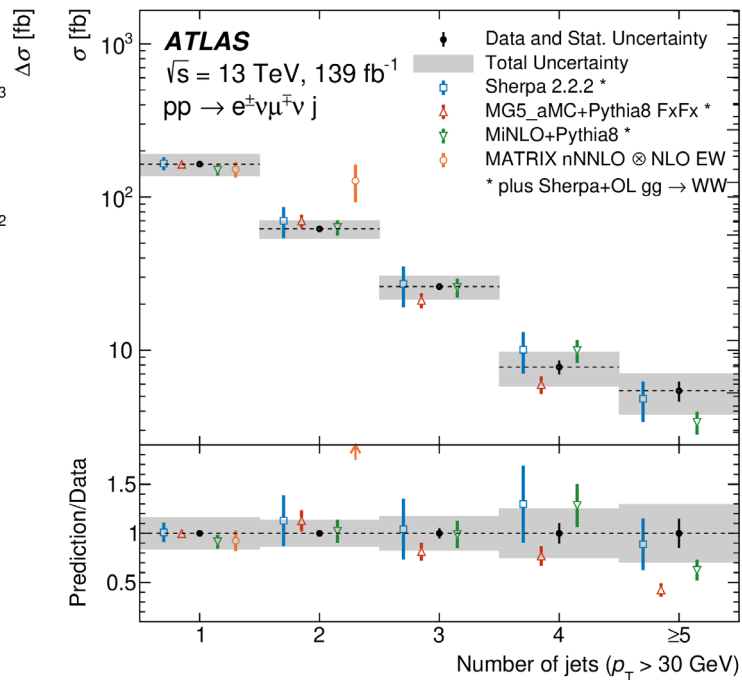 Δσ [fb]
3
2
σ [fb]
10³
10²
10
ATLAS
√s = 13 TeV, 139 fb⁻¹
pp → e±νμ∓ν j
Data and Stat. Uncertainty
Total Uncertainty
Sherpa 2.2.2 *
MG5_aMC+Pythia8 FxFx *
MiNLO+Pythia8 *
MATRIX nNNLO ⊗ NLO EW
* plus Sherpa+OL gg → WW
Prediction/Data
1.5
1
0.5
1 2 3 4 ≥5
Number of jets (p_T > 30 GeV)